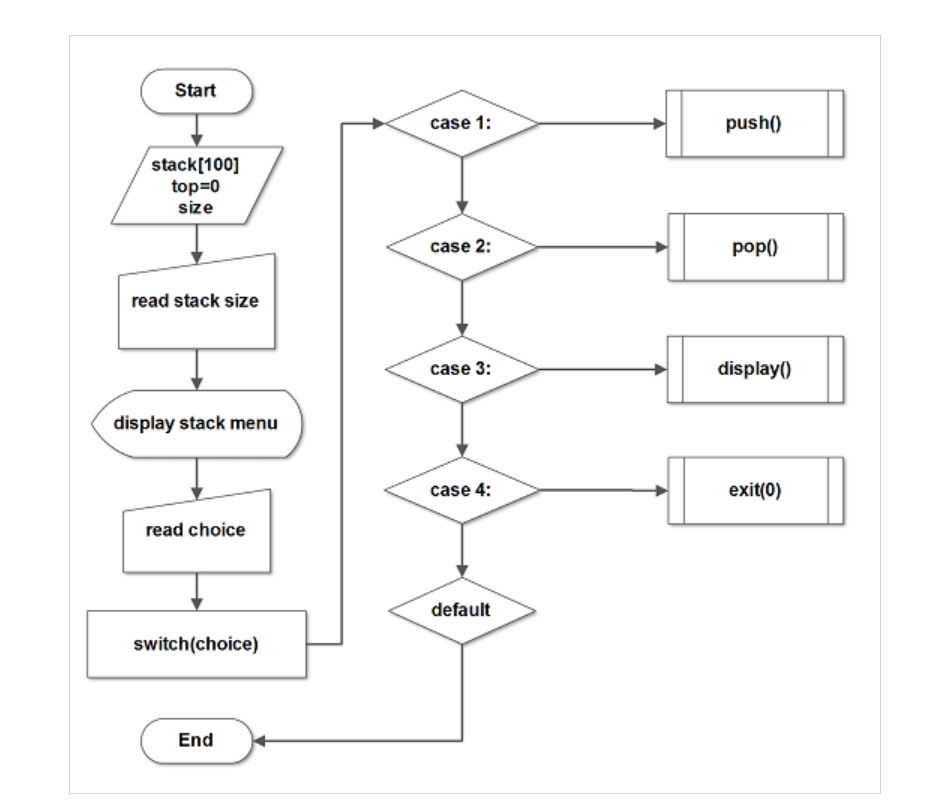 Start
stack[100]
top=0
size
read stack size
display stack menu
read choice
switch(choice)
End
case 1:
push()
case 2:
pop()
case 3:
display()
case 4:
exit(0)
default